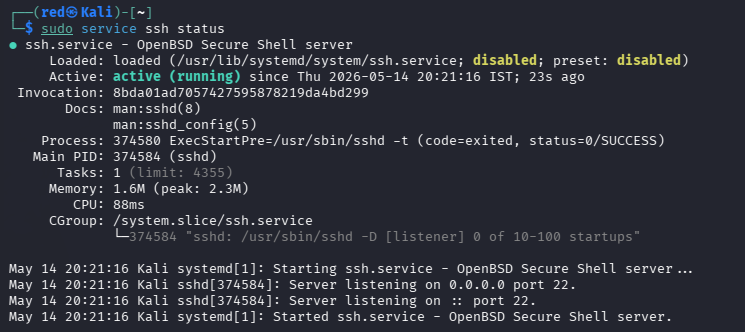 ┌──(red㉿Kali)-[~]
└─$ sudo service ssh status
● ssh.service - OpenBSD Secure Shell server
     Loaded: loaded (/usr/lib/systemd/system/ssh.service; disabled; preset: disabled)
     Active: active (running) since Thu 2026-05-14 20:21:16 IST; 23s ago
 Invocation: 8bda01ad7057427595878219da4bd299
       Docs: man:sshd(8)
             man:sshd_config(5)
    Process: 374580 ExecStartPre=/usr/sbin/sshd -t (code=exited, status=0/SUCCESS)
   Main PID: 374584 (sshd)
      Tasks: 1 (limit: 4355)
     Memory: 1.6M (peak: 2.3M)
        CPU: 88ms
     CGroup: /system.slice/ssh.service
             └─374584 "sshd: /usr/sbin/sshd -D [listener] 0 of 10-100 startups"

May 14 20:21:16 Kali systemd[1]: Starting ssh.service - OpenBSD Secure Shell server...
May 14 20:21:16 Kali sshd[374584]: Server listening on 0.0.0.0 port 22.
May 14 20:21:16 Kali sshd[374584]: Server listening on :: port 22.
May 14 20:21:16 Kali systemd[1]: Started ssh.service - OpenBSD Secure Shell server.